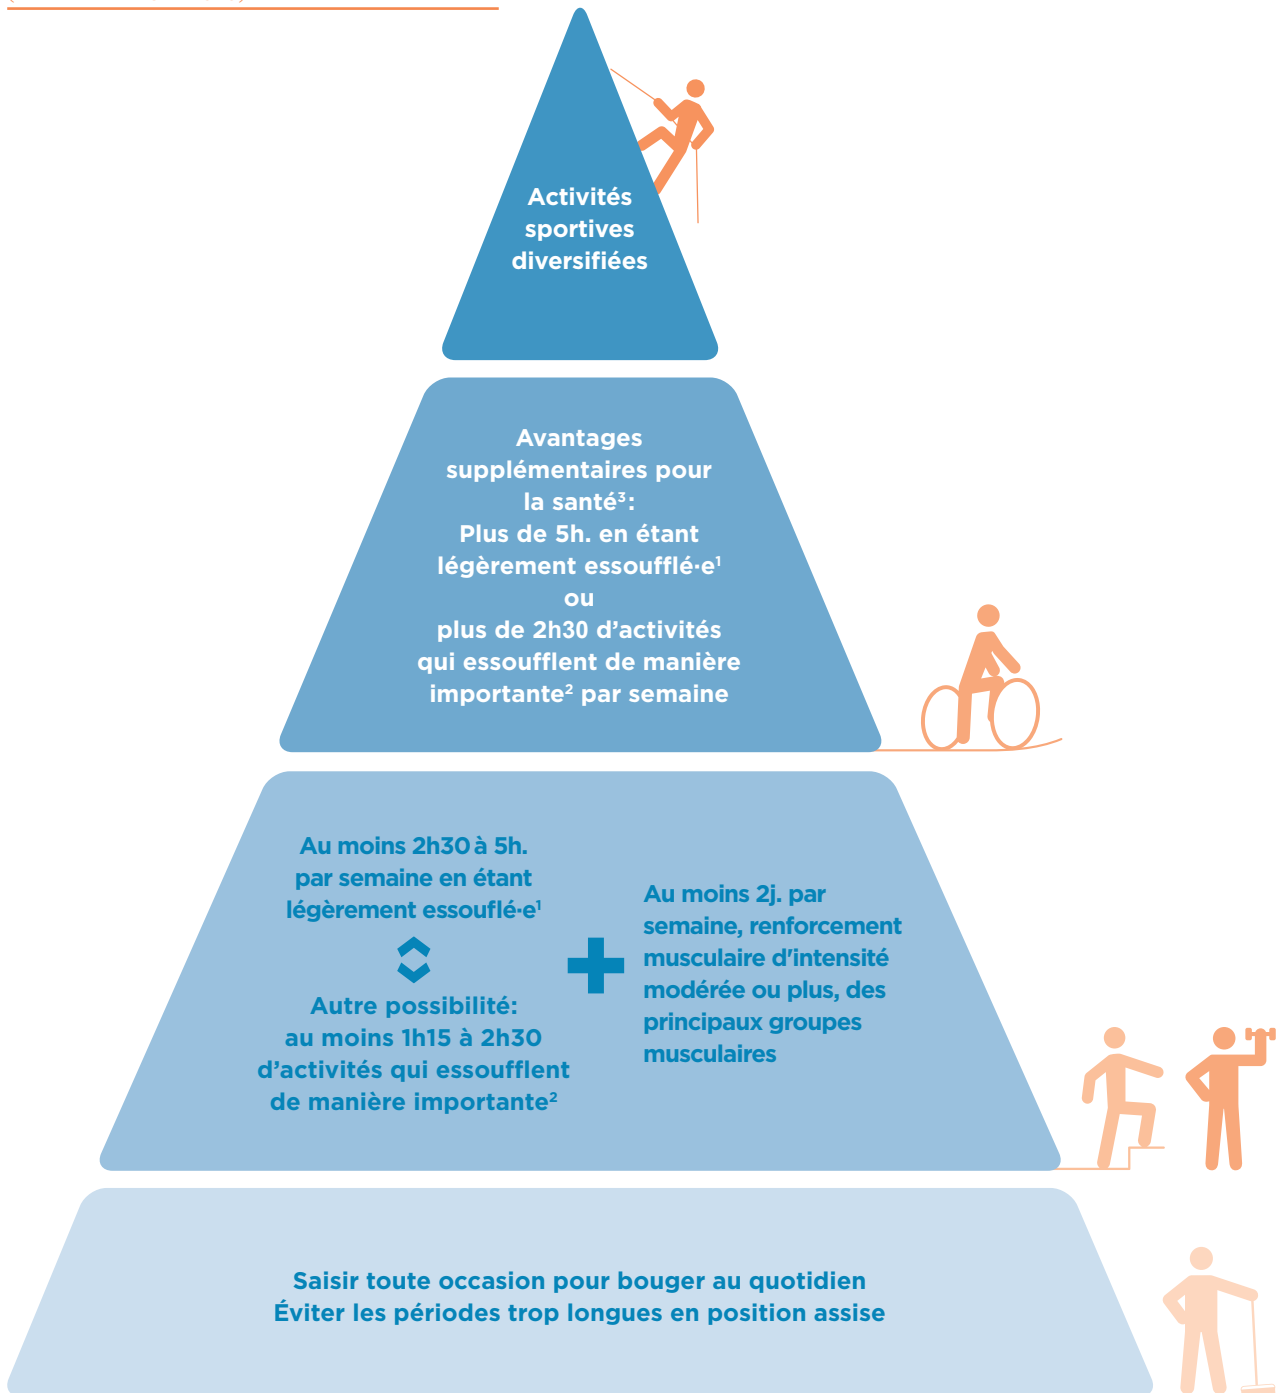 Activités
sportives
diversifiées
Avantages
supplémentaires pour
la santé³:
Plus de 5h. en étant
légèrement essoufflé·e¹
ou
plus de 2h30 d’activités
qui essoufflent de manière
importante² par semaine
Au moins 2h30 à 5h.
par semaine en étant
légèrement essouflé·e¹
Autre possibilité:
au moins 1h15 à 2h30
d’activités qui essoufflent
de manière importante²
Au moins 2j. par
semaine, renforcement
musculaire d'intensité
modérée ou plus, des
principaux groupes
musculaires
Saisir toute occasion pour bouger au quotidien
Éviter les périodes trop longues en position assise